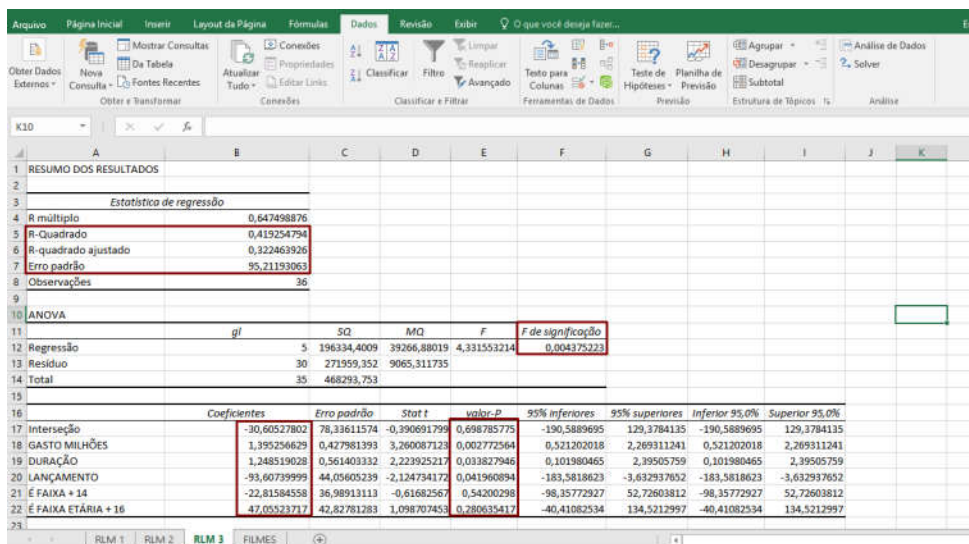 Arquivo Página Inicial Inserir Layout da Página Fórmulas Dados Revisão Exibir O que você deseja fazer...
Obter Dados Externos
Nova Consulta
Mostrar Consultas
Da Tabela
Fontes Recentes
Obter e Transformar
Atualizar Tudo
Conexões
Propriedades
Editar Links
Conexões
Classificar
Filtro
Limpar
Reaplicar
Avançado
Classificar e Filtrar
Texto para Colunas
Ferramentas de Dados
Teste de Hipóteses
Planilha de Previsão
Previsão
Agrupar
Desagrupar
Subtotal
Estrutura de Tópicos
Análise de Dados
Solver
Análise
K10 fx
A B C D E F G H I J K
1 RESUMO DOS RESULTADOS
2
3 Estatística de regressão
4 R múltiplo 0,647498876
5 R-Quadrado 0,419254794
6 R-quadrado ajustado 0,322463926
7 Erro padrão 95,21193063
8 Observações 36
9
10 ANOVA
11 gl SQ MQ F F de significação
12 Regressão 5 196334,4009 39266,88019 4,331553214 0,004375223
13 Resíduo 30 271959,352 9065,311735
14 Total 35 468293,753
15
16 Coeficientes Erro padrão Stat t valor-P 95% inferiores 95% superiores Inferior 95,0% Superior 95,0%
17 Interseção -30,60527802 78,33611574 -0,390691799 0,698785775 -190,5889695 129,3784135 -190,5889695 129,3784135
18 GASTO MILHÕES 1,395256629 0,427981393 3,260087123 0,002772564 0,521202018 2,269311241 0,521202018 2,269311241
19 DURAÇÃO 1,248519028 0,561403332 2,223925217 0,033827946 0,101980465 2,39505759 0,101980465 2,39505759
20 LANÇAMENTO -93,60739999 44,05605239 -2,124734172 0,041960894 -183,5818623 -3,632937652 -183,5818623 -3,632937652
21 É FAIXA + 14 -22,81584558 36,98913113 -0,61682567 0,54200298 -98,35772927 52,72603812 -98,35772927 52,72603812
22 É FAIXA ETÁRIA + 16 47,05523717 42,82781283 1,098707453 0,280635417 -40,41082534 134,5212997 -40,41082534 134,5212997
23
RLM 1 RLM 2 RLM 3 FILMES